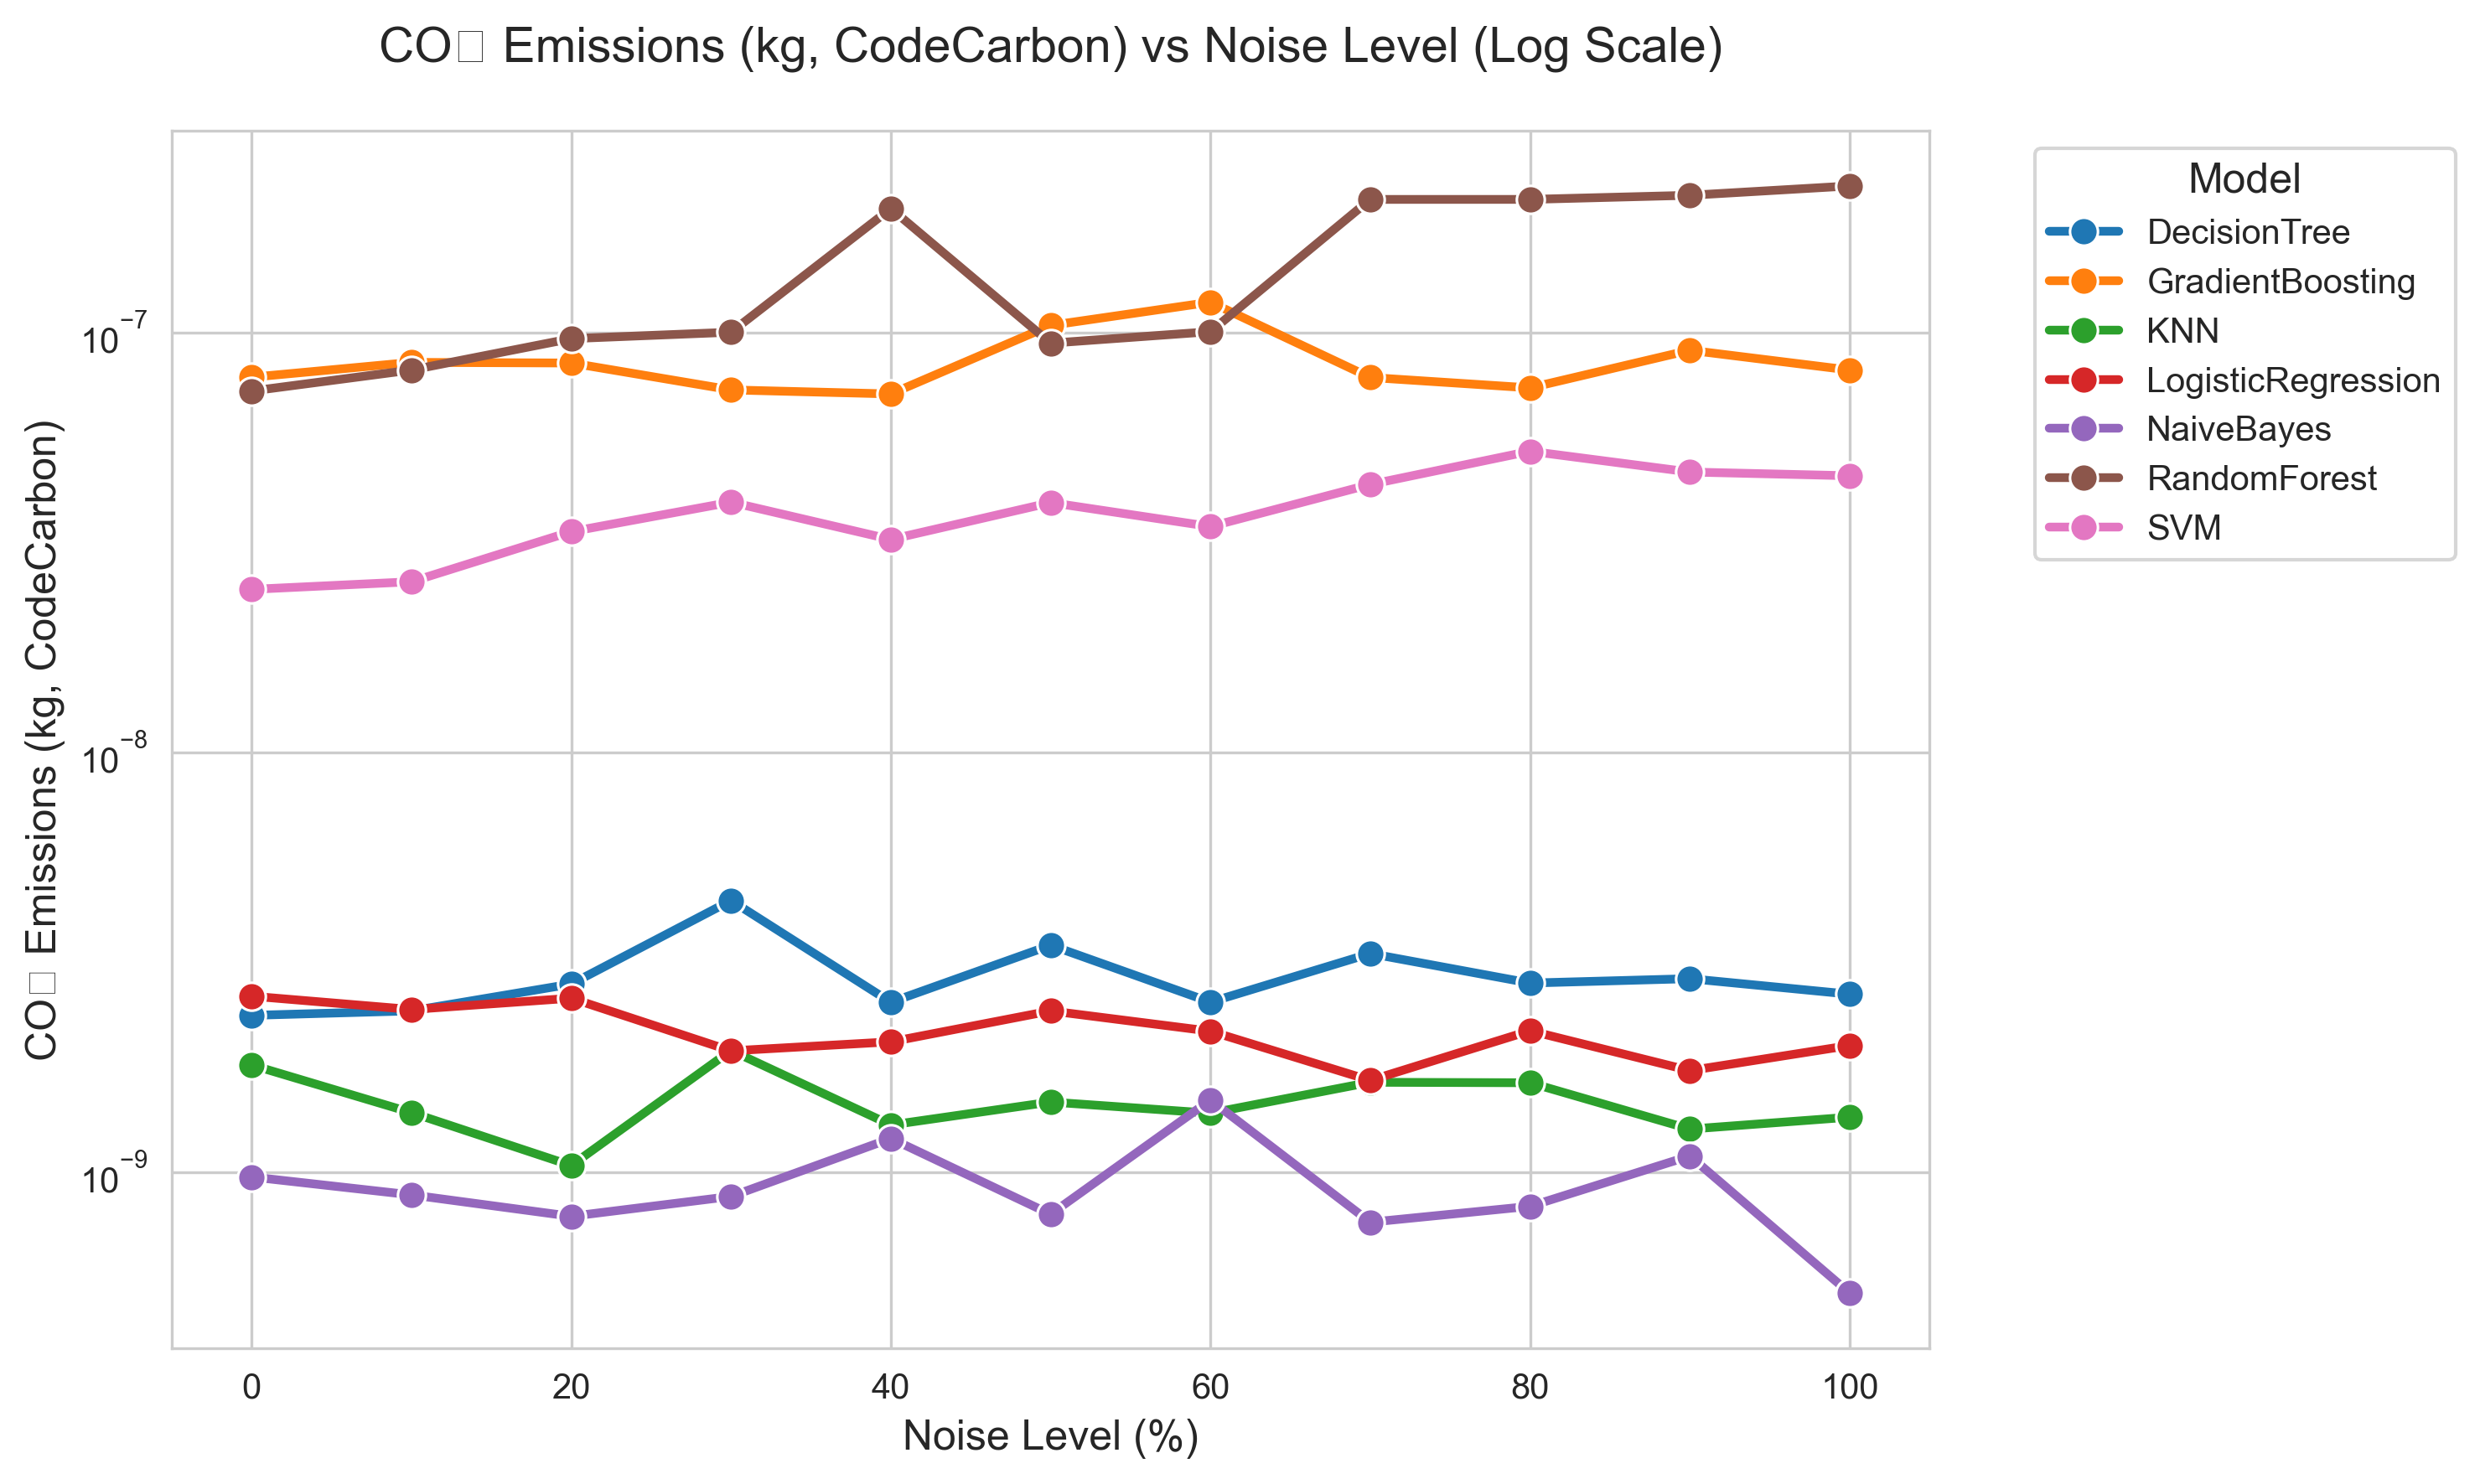 CO□ Emissions (kg, CodeCarbon) vs Noise Level (Log Scale)
CO□ Emissions (kg, CodeCarbon)
10⁻⁷
10⁻⁸
10⁻⁹
0 20 40 60 80 100
Noise Level (%)
Model
DecisionTree
GradientBoosting
KNN
LogisticRegression
NaiveBayes
RandomForest
SVM